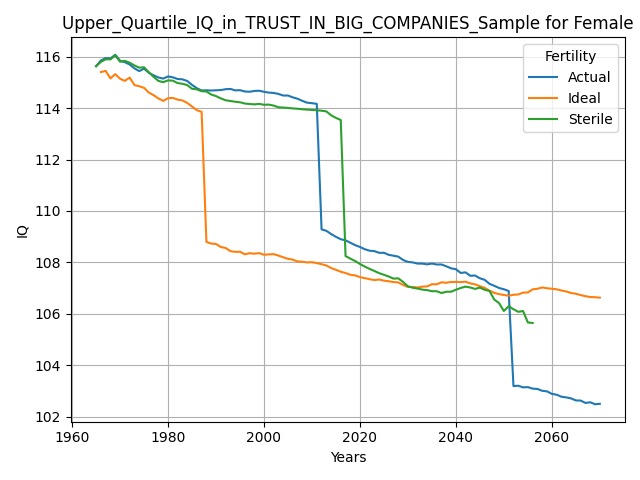 Upper_Quartile_IQ_in_TRUST_IN_BIG_COMPANIES_Sample for Female
Fertility
Actual
Ideal
Sterile
IQ
116
114
112
110
108
106
104
102
1960 1980 2000 2020 2040 2060
Years